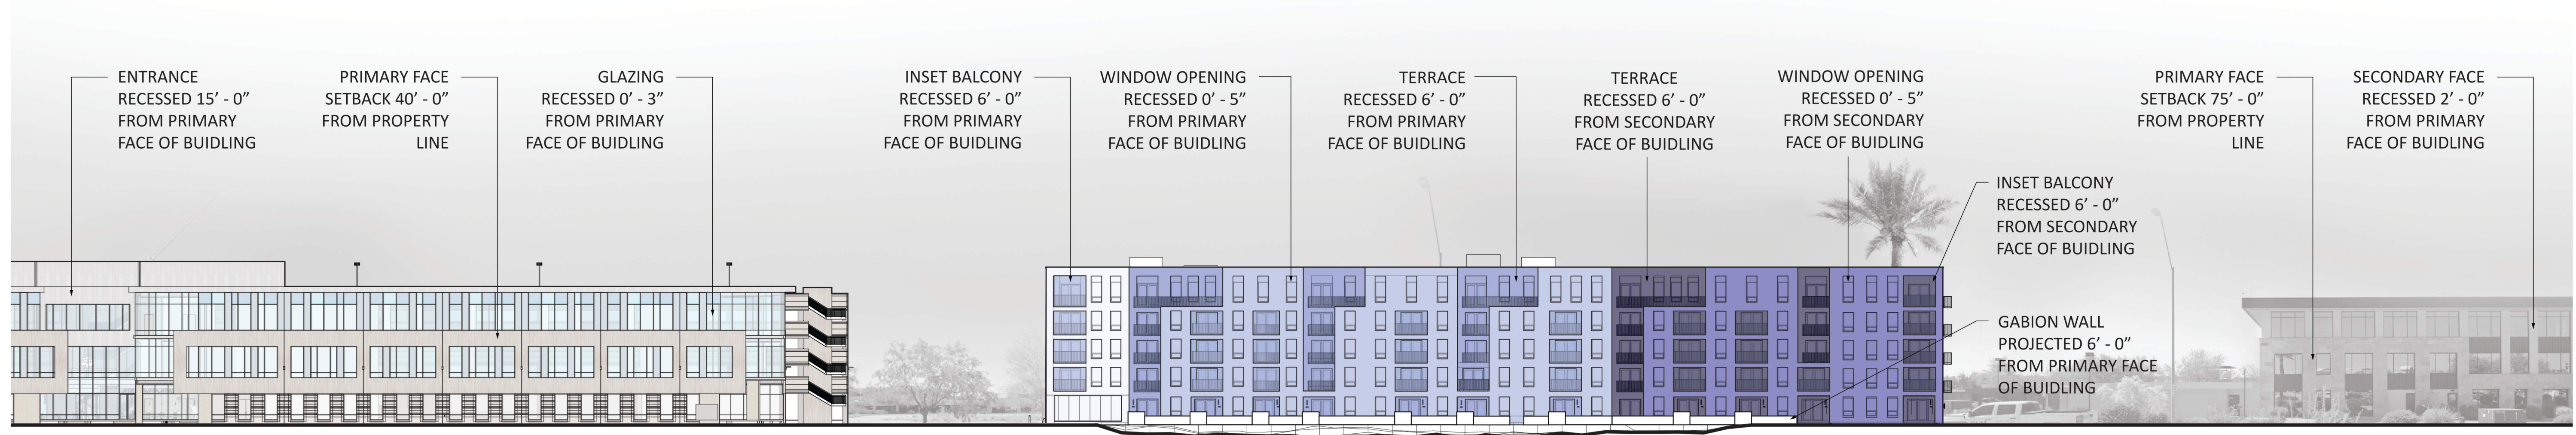 ENTRANCE
RECESSED 15’ - 0”
FROM PRIMARY
FACE OF BUIDLING
PRIMARY FACE
SETBACK 40’ - 0”
FROM PROPERTY
LINE
GLAZING
RECESSED 0’ - 3”
FROM PRIMARY
FACE OF BUIDLING
INSET BALCONY
RECESSED 6’ - 0”
FROM PRIMARY
FACE OF BUIDLING
WINDOW OPENING
RECESSED 0’ - 5”
FROM PRIMARY
FACE OF BUIDLING
TERRACE
RECESSED 6’ - 0”
FROM PRIMARY
FACE OF BUIDLING
TERRACE
RECESSED 6’ - 0”
FROM SECONDARY
FACE OF BUIDLING
WINDOW OPENING
RECESSED 0’ - 5”
FROM SECONDARY
FACE OF BUIDLING
INSET BALCONY
RECESSED 6’ - 0”
FROM SECONDARY
FACE OF BUIDLING
GABION WALL
PROJECTED 6’ - 0”
FROM PRIMARY FACE
OF BUIDLING
PRIMARY FACE
SETBACK 75’ - 0”
FROM PROPERTY
LINE
SECONDARY FACE
RECESSED 2’ - 0”
FROM PRIMARY
FACE OF BUIDLING